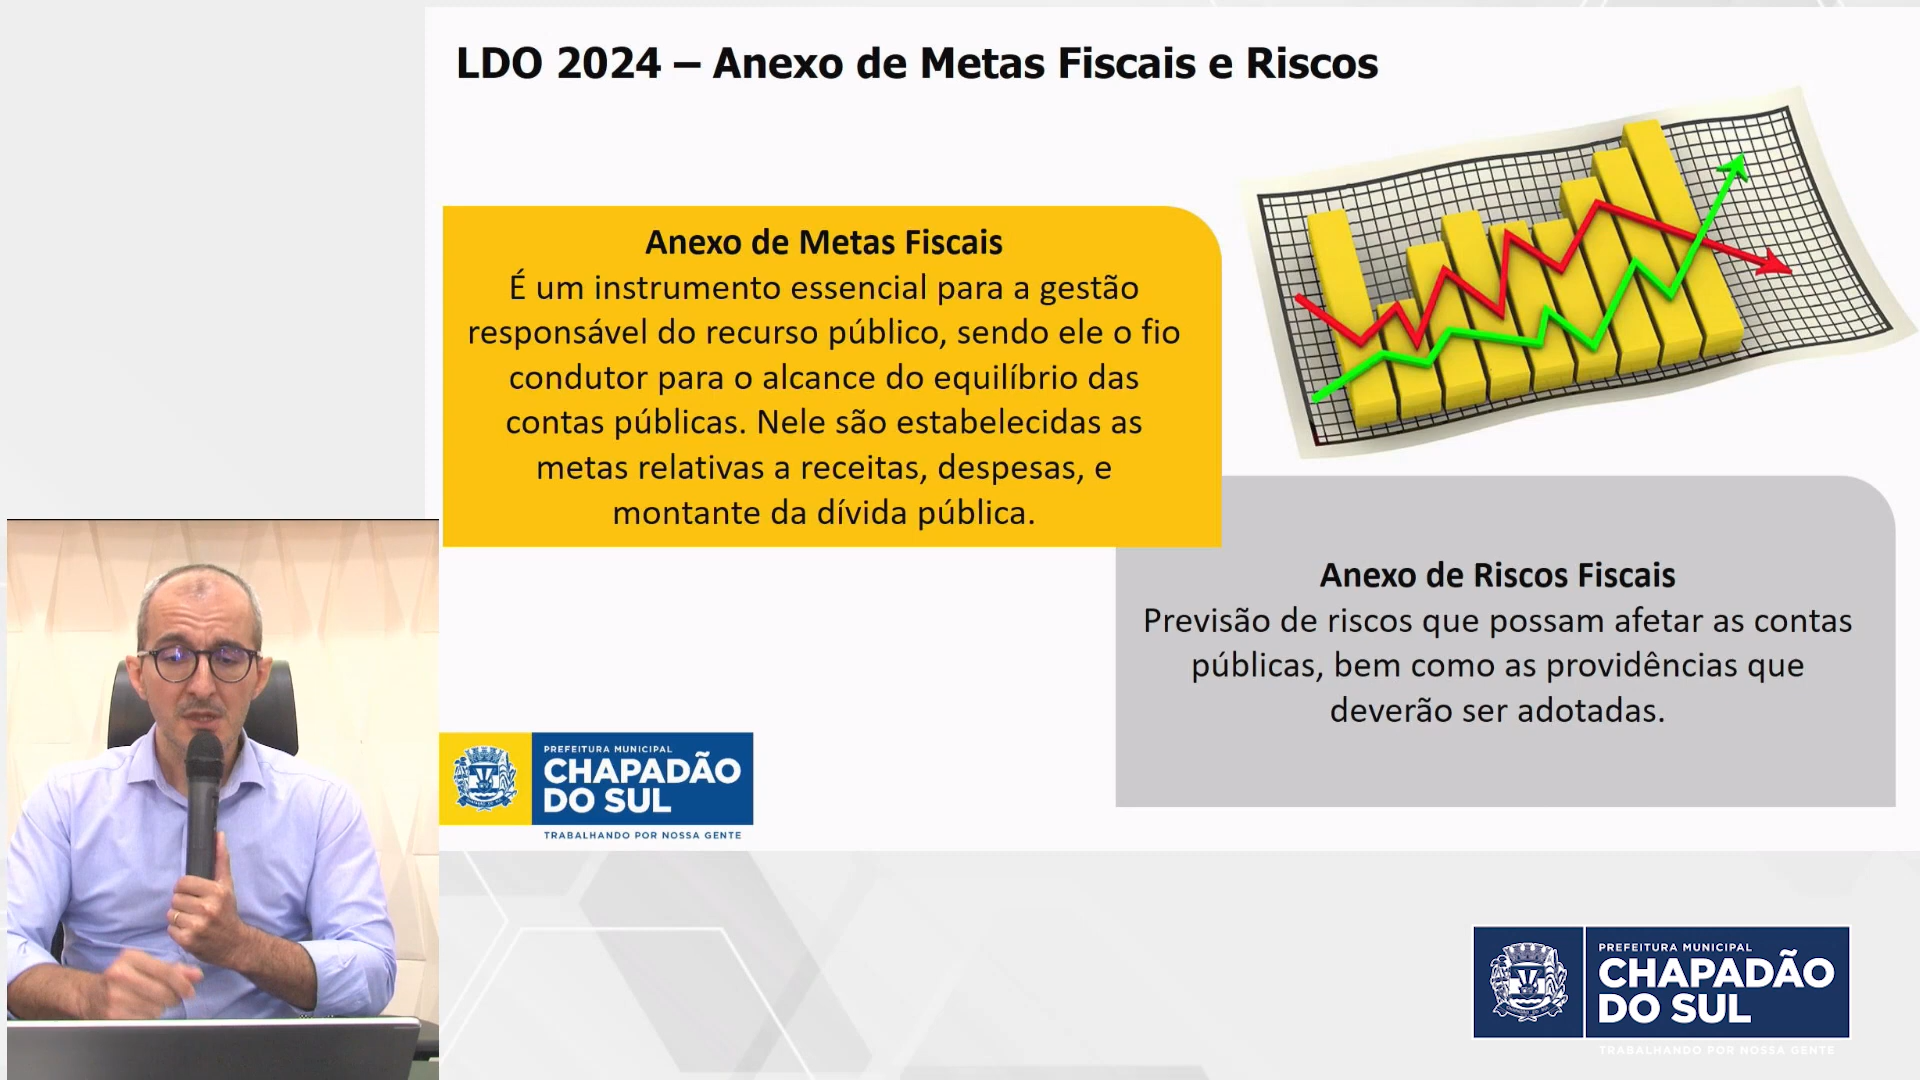 LDO 2024 – Anexo de Metas Fiscais e Riscos
Anexo de Metas Fiscais
É um instrumento essencial para a gestão
responsável do recurso público, sendo ele o fio
condutor para o alcance do equilíbrio das
contas públicas. Nele são estabelecidas as
metas relativas a receitas, despesas, e
montante da dívida pública.
Anexo de Riscos Fiscais
Previsão de riscos que possam afetar as contas
públicas, bem como as providências que
deverão ser adotadas.
PREFEITURA MUNICIPAL
CHAPADÃO
DO SUL
TRABALHANDO POR NOSSA GENTE
PREFEITURA MUNICIPAL
CHAPADÃO
DO SUL
TRABALHANDO POR NOSSA GENTE